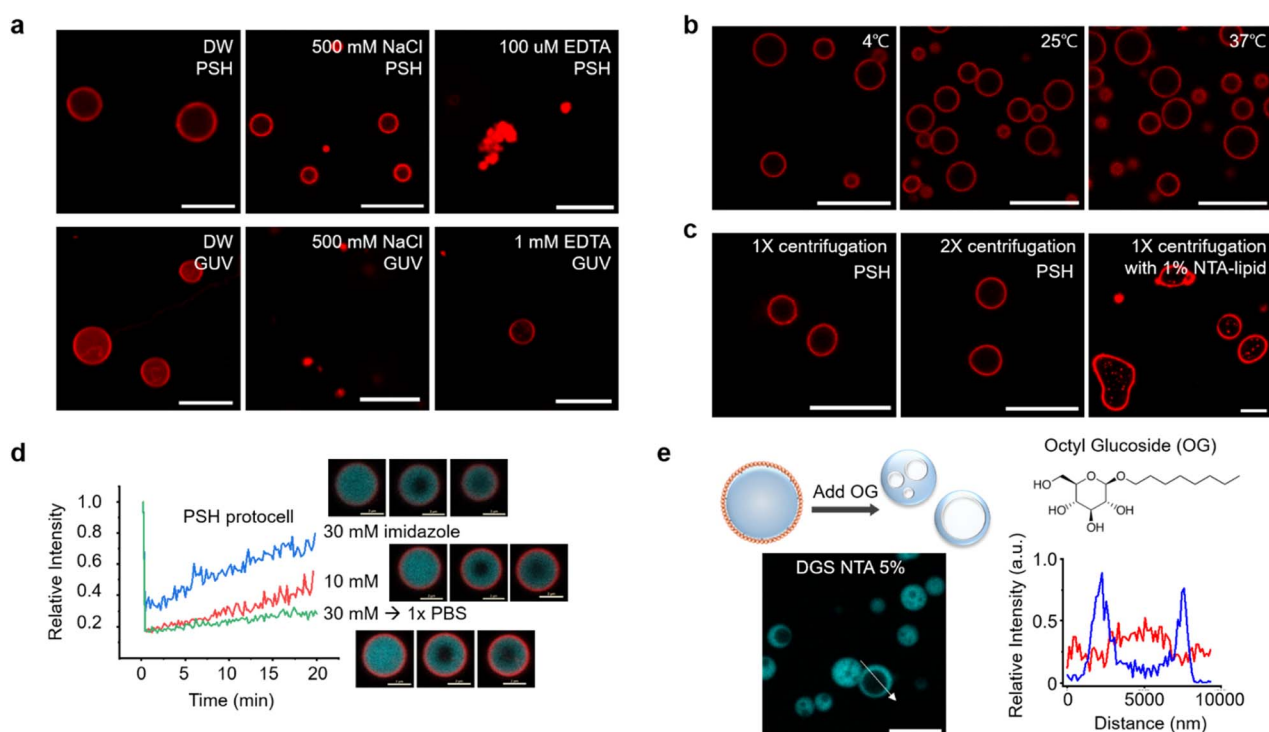 a
DW
PSH
500 mM NaCl
PSH
100 uM EDTA
PSH
DW
GUV
500 mM NaCl
GUV
1 mM EDTA
GUV
b
4℃
25℃
37℃
c
1X centrifugation
PSH
2X centrifugation
PSH
1X centrifugation
with 1% NTA-lipid
d
Relative Intensity
1.0
0.8
0.6
0.4
0.2
0
5
10
15
20
Time (min)
PSH protocell
30 mM imidazole
10 mM
30 mM → 1x PBS
e
Add OG
Octyl Glucoside (OG)
HO
O
O
HO
OH
OH
DGS NTA 5%
Relative Intensity (a.u.)
1.0
0.5
0
0
5000
10000
Distance (nm)